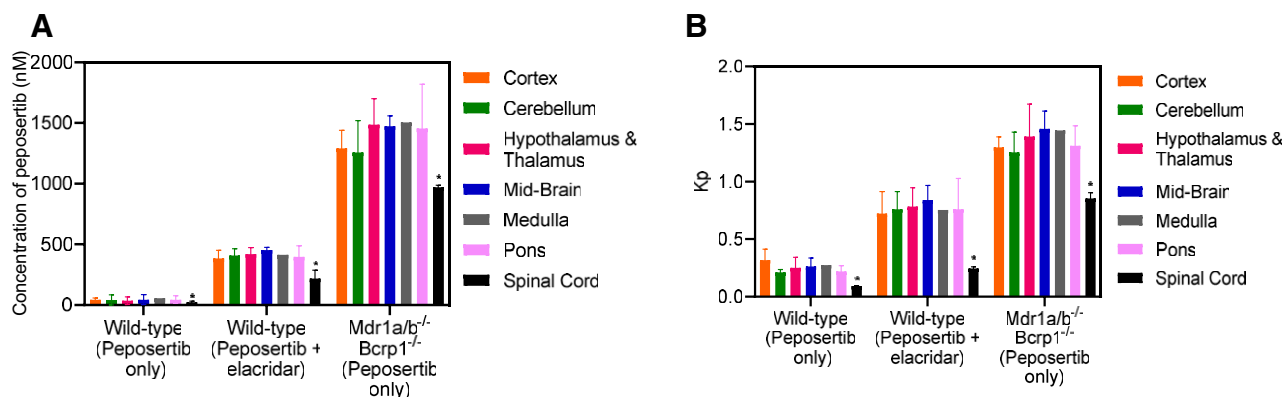 A
Concentration of peposertib (nM)
2000
1500
1000
500
0
*
*
*
Wild-type
(Peposertib
only)
Wild-type
(Peposertib +
elacridar)
Mdr1a/b-/-
Bcrp1-/-
(Peposertib
only)
Cortex
Cerebellum
Hypothalamus &
Thalamus
Mid-Brain
Medulla
Pons
Spinal Cord
B
Kp
2.0
1.5
1.0
0.5
0.0
*
*
*
Wild-type
(Peposertib
only)
Wild-type
(Peposertib +
elacridar)
Mdr1a/b-/-
Bcrp1-/-
(Peposertib
only)
Cortex
Cerebellum
Hypothalamus &
Thalamus
Mid-Brain
Medulla
Pons
Spinal Cord